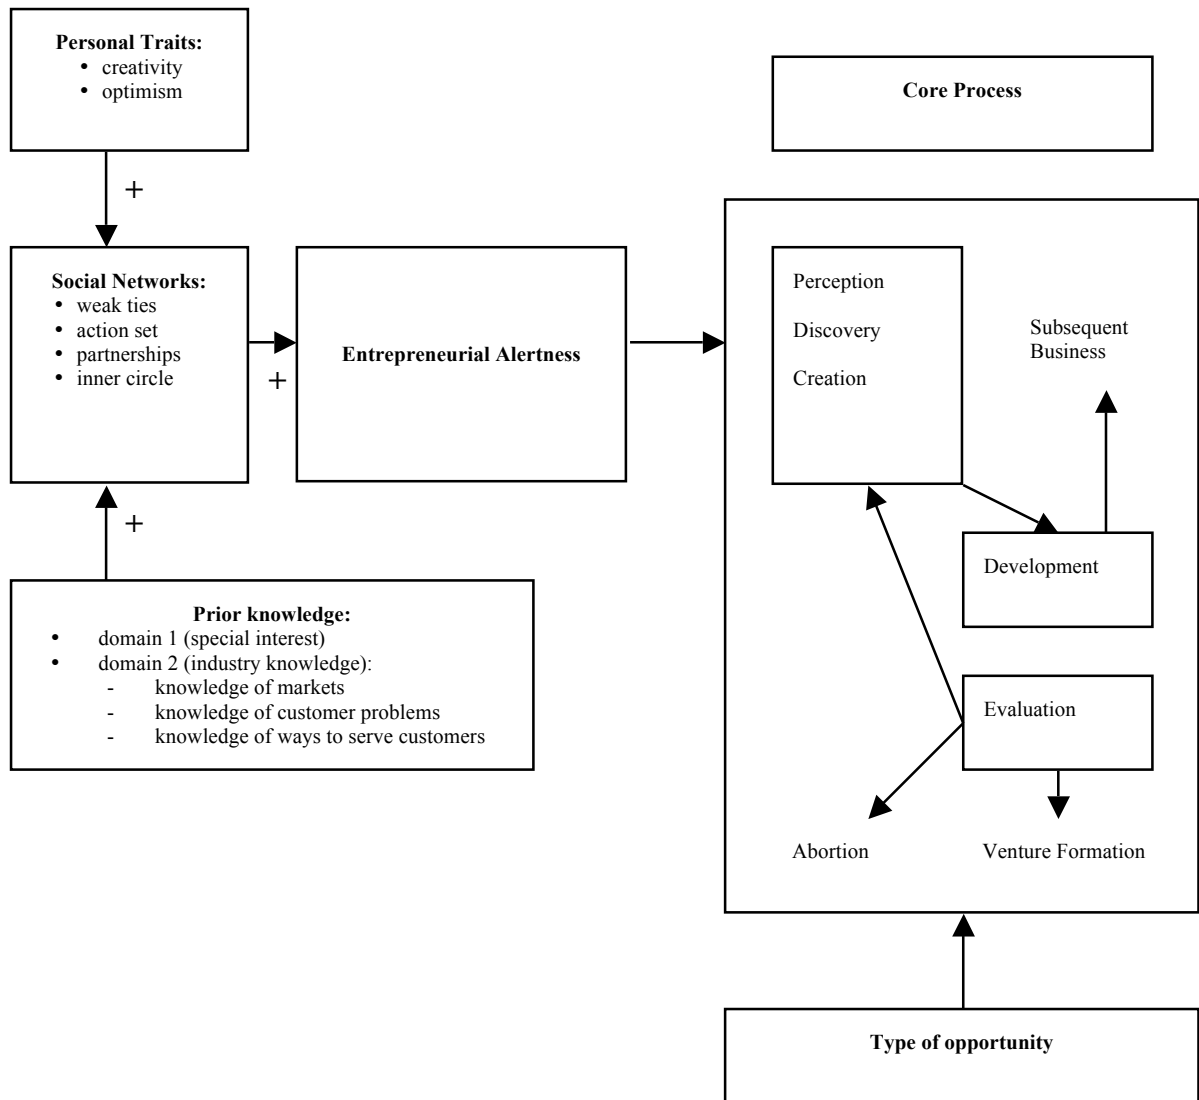 Personal Traits:
• creativity
• optimism
Core Process
+
Social Networks:
• weak ties
• action set
• partnerships
• inner circle
+
Entrepreneurial Alertness
Perception
Discovery
Creation
Subsequent
Business
+
Development
Prior knowledge:
• domain 1 (special interest)
• domain 2 (industry knowledge):
- knowledge of markets
- knowledge of customer problems
- knowledge of ways to serve customers
Evaluation
Abortion
Venture Formation
Type of opportunity